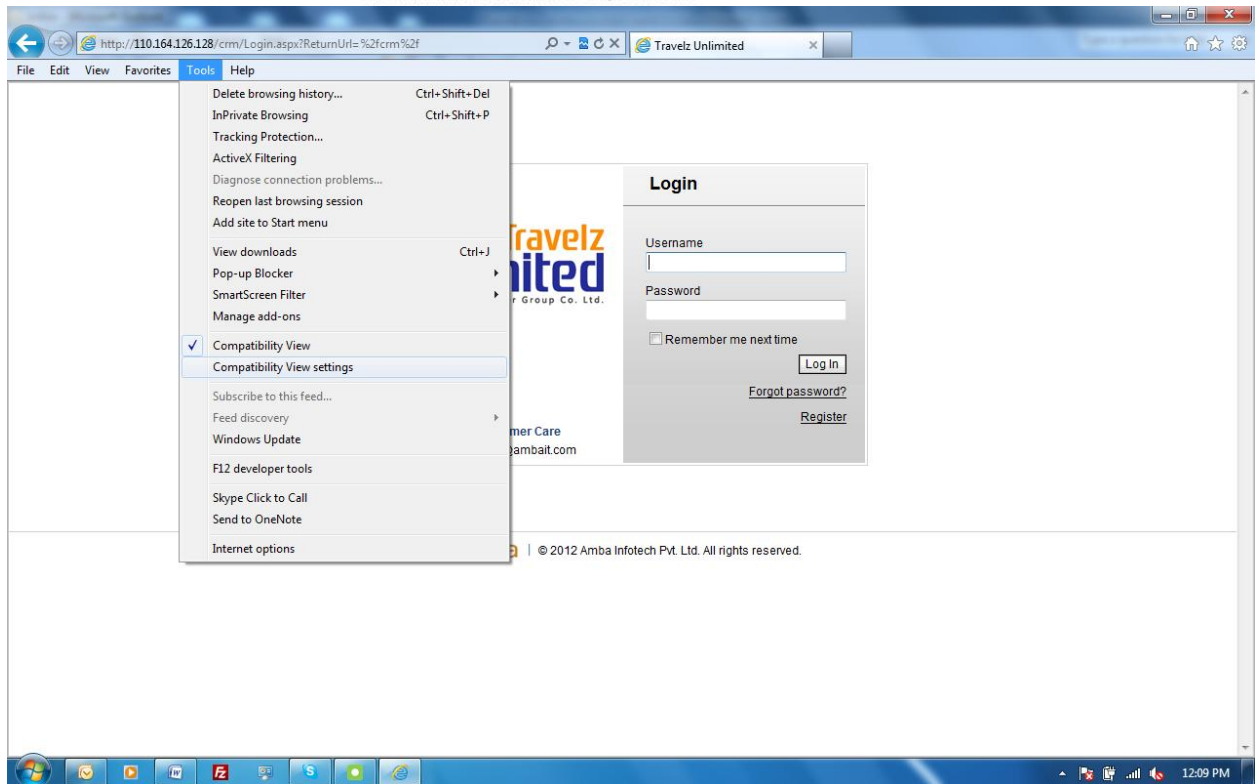 http://110.164.126.128/crm/Login.aspx?ReturnUrl=%2fcrm%2f
Travelz Unlimited
File Edit View Favorites Tools Help
Delete browsing history... Ctrl+Shift+Del
InPrivate Browsing Ctrl+Shift+P
Tracking Protection...
ActiveX Filtering
Diagnose connection problems...
Reopen last browsing session
Add site to Start menu
View downloads Ctrl+J
Pop-up Blocker
SmartScreen Filter
Manage add-ons
Compatibility View
Compatibility View settings
Subscribe to this feed...
Feed discovery
Windows Update
F12 developer tools
Skype Click to Call
Send to OneNote
Internet options
ravelz
ited
r Group Co. Ltd.
mer Care
@ambait.com
Login
Username
Password
Remember me next time
Log In
Forgot password?
Register
© 2012 Amba Infotech Pvt. Ltd. All rights reserved.
12:09 PM